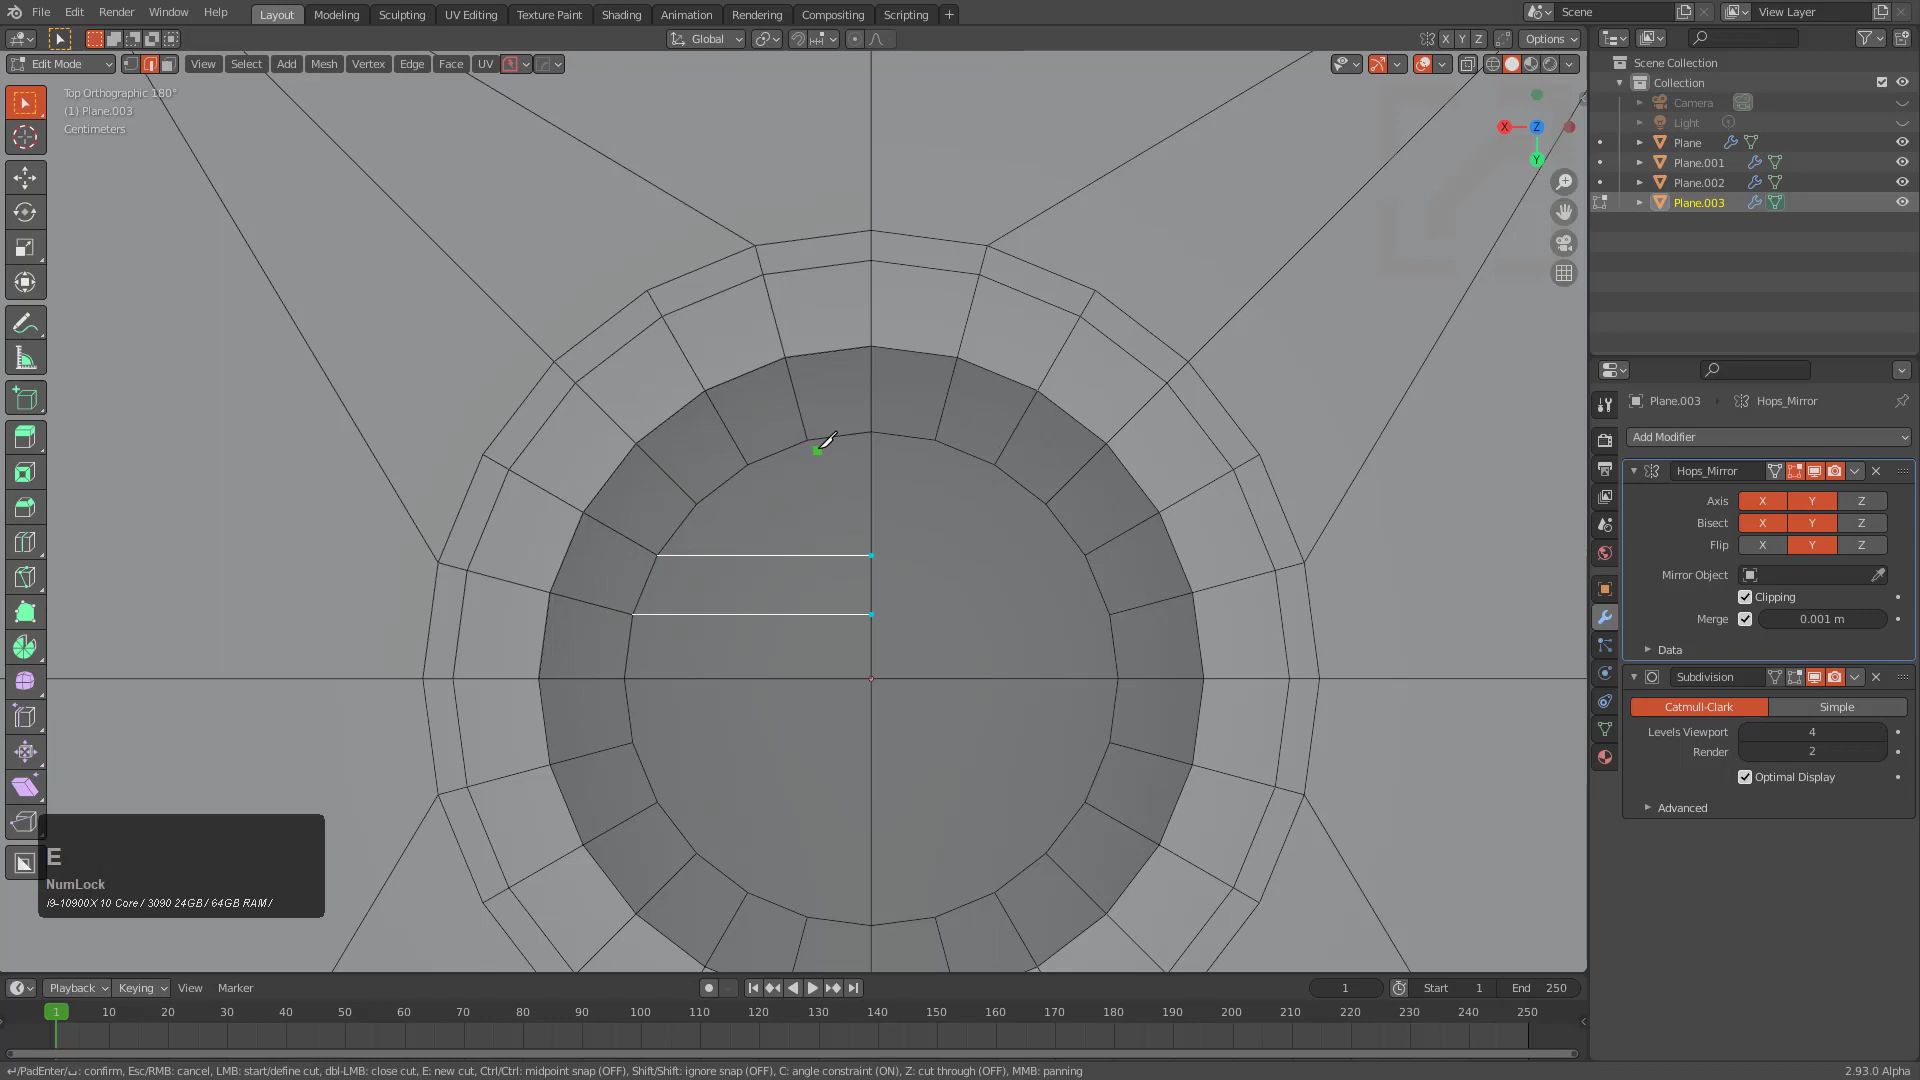 File Edit Render Window Help Layout Modeling Sculpting UV Editing Texture Paint Shading Animation Rendering Compositing Scripting + Scene View Layer
Global X Y Z Options
Edit Mode View Select Add Mesh Vertex Edge Face UV
Top Orthographic 180°
(1) Plane.003
Centimeters
X Z
Y
Scene Collection
Collection
Camera
Light
Plane
Plane.001
Plane.002
Plane.003
Plane.003 Hops_Mirror
Add Modifier
Hops_Mirror
Axis X Y Z
Bisect X Y Z
Flip X Y Z
Mirror Object
Clipping
Merge 0.001 m
Data
Subdivision
Catmull-Clark Simple
Levels Viewport 4
Render 2
Optimal Display
Advanced
E
NumLock
i9-10900X 10 Core / 3090 24GB / 64GB RAM /
Playback Keying View Marker 1 Start 1 End 250
1 10 20 30 40 50 60 70 80 90 100 110 120 130 140 150 160 170 180 190 200 210 220 230 240 250
: confirm, Esc/RMB: cancel, LMB: start/define cut, dbl-LMB: close cut, E: new cut, Ctrl/Ctrl: midpoint snap (OFF), Shift/Shift: ignore snap (OFF), C: angle constraint (ON), Z: cut through (OFF), MMB: panning 2.93.0 Alpha